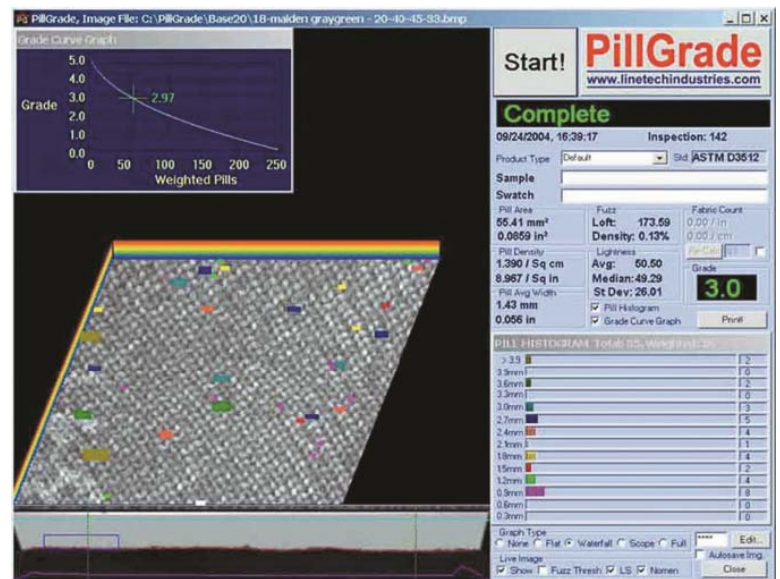 PillGrade, Image File: C:\PillGrade\Base20\18-malden graygreen - 20-40-45-33.bmp
Grade Curve Graph
5.0
4.0
3.0
2.0
1.0
0.0
Grade
2.97
0 50 100 150 200 250
Weighted Pills
Start!
PillGrade
www.linetechindustries.com
Complete
09/24/2004, 16:39:17 Inspection: 142
Product Type Default Std ASTM D3512
Sample
Swatch
Pill Area
55.41 mm²
0.0859 in²
Pill Density
1.390 / Sq cm
8.967 / Sq in
Pill Avg Width
1.43 mm
0.056 in
Fuzz
Loft: 173.59
Density: 0.13%
Lightness
Avg: 50.50
Median: 49.29
St Dev: 26.01
Pill Histogram
Grade Curve Graph
Fabric Count
0.00 / in
0.00 / cm
Re-Calc
Grade
3.0
Print!
PILL HISTOGRAM, Total: 35, Weighted:
> 3.9 2
3.9mm 0
3.6mm 2
3.3mm 0
3.0mm 3
2.7mm 5
2.4mm 4
2.1mm 1
1.8mm 4
1.5mm 2
1.2mm 4
0.9mm 8
0.6mm 0
0.3mm 0
Graph Type
None Flat Waterfall Scope Full
**** Edit...
Live Image
Show Fuzz Thresh LS Nomen
Autosave Img.
Close